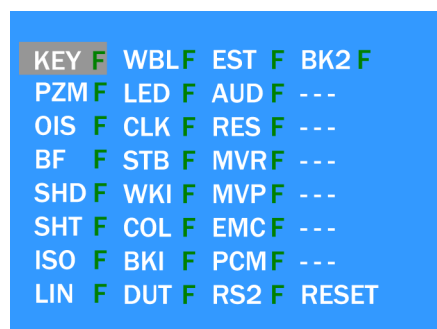 KEY F WBL F EST F BK2 F
PZM F LED F AUD F ---
OIS F CLK F RES F ---
BF F STB F MVR F ---
SHD F WKI F MVP F ---
SHT F COL F EMC F ---
ISO F BKI F PCM F ---
LIN F DUT F RS2 F RESET